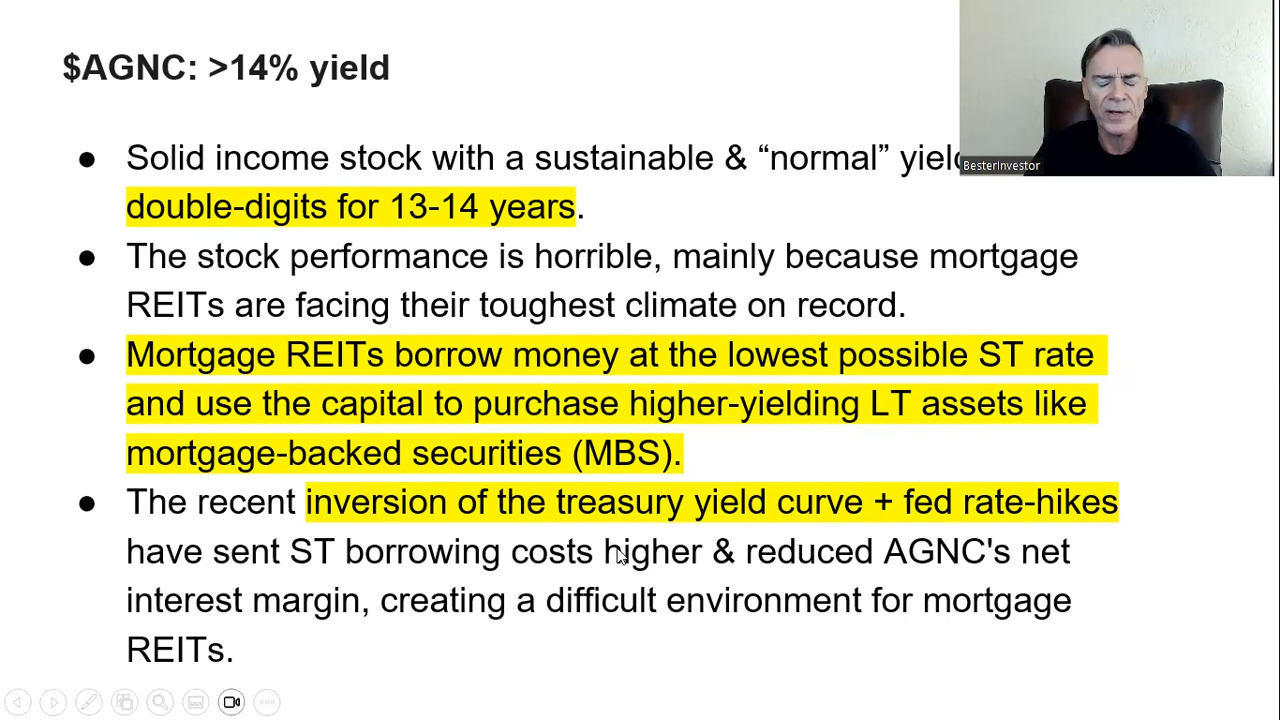 $AGNC: >14% yield
● Solid income stock with a sustainable & “normal” 
double-digits for 13-14 years.
● The stock performance is horrible, mainly because mortgage
REITs are facing their toughest climate on record.
● Mortgage REITs borrow money at the lowest possible ST rate
and use the capital to purchase higher-yielding LT assets like
mortgage-backed securities (MBS).
● The recent inversion of the treasury yield curve + fed rate-hikes
have sent ST borrowing costs higher & reduced AGNC's net
interest margin, creating a difficult environment for mortgage
REITs.
BesterInvestor